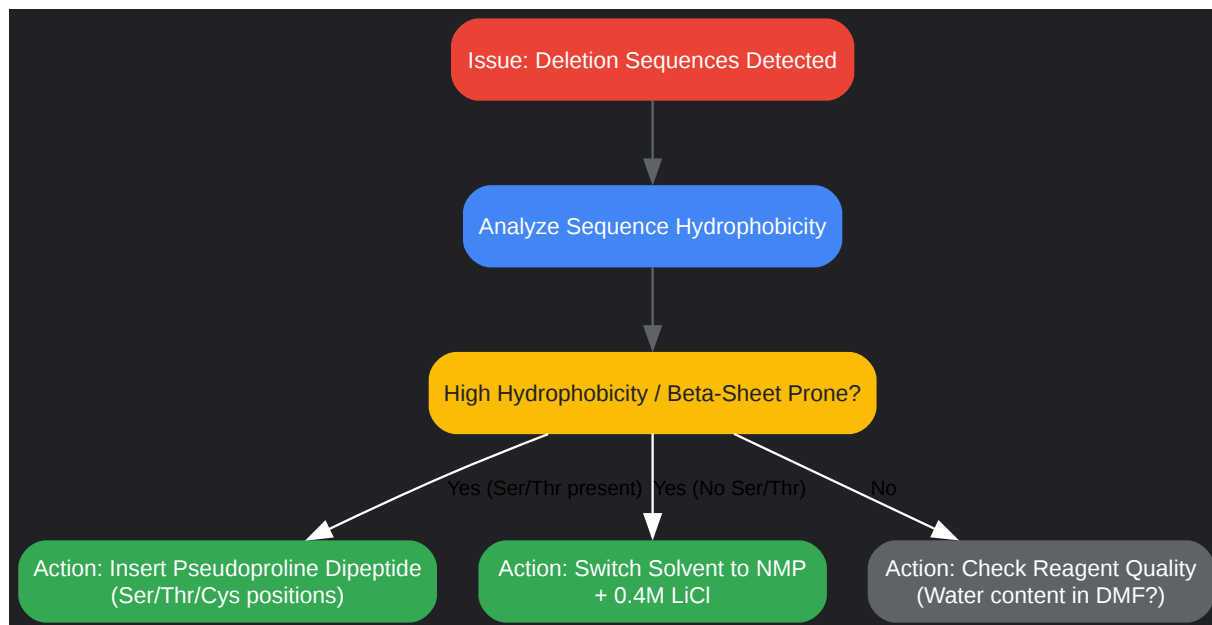 Issue: Deletion Sequences Detected
Analyze Sequence Hydrophobicity
High Hydrophobicity / Beta-Sheet Prone?
Yes (Ser/Thr present)
Yes (No Ser/Thr)
No
Action: Insert Pseudoproline Dipeptide
(Ser/Thr/Cys positions)
Action: Switch Solvent to NMP
+ 0.4M LiCl
Action: Check Reagent Quality
(Water content in DMF?)